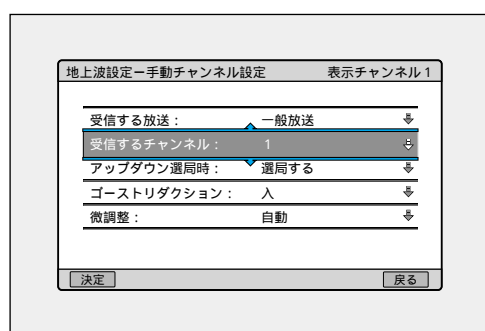 地上波設定ー手動チャンネル設定 表示チャンネル1
受信する放送: 一般放送
受信するチャンネル: 1
アップダウン選局時: 選局する
ゴーストリダクション: 入
微調整: 自動
決定 戻る